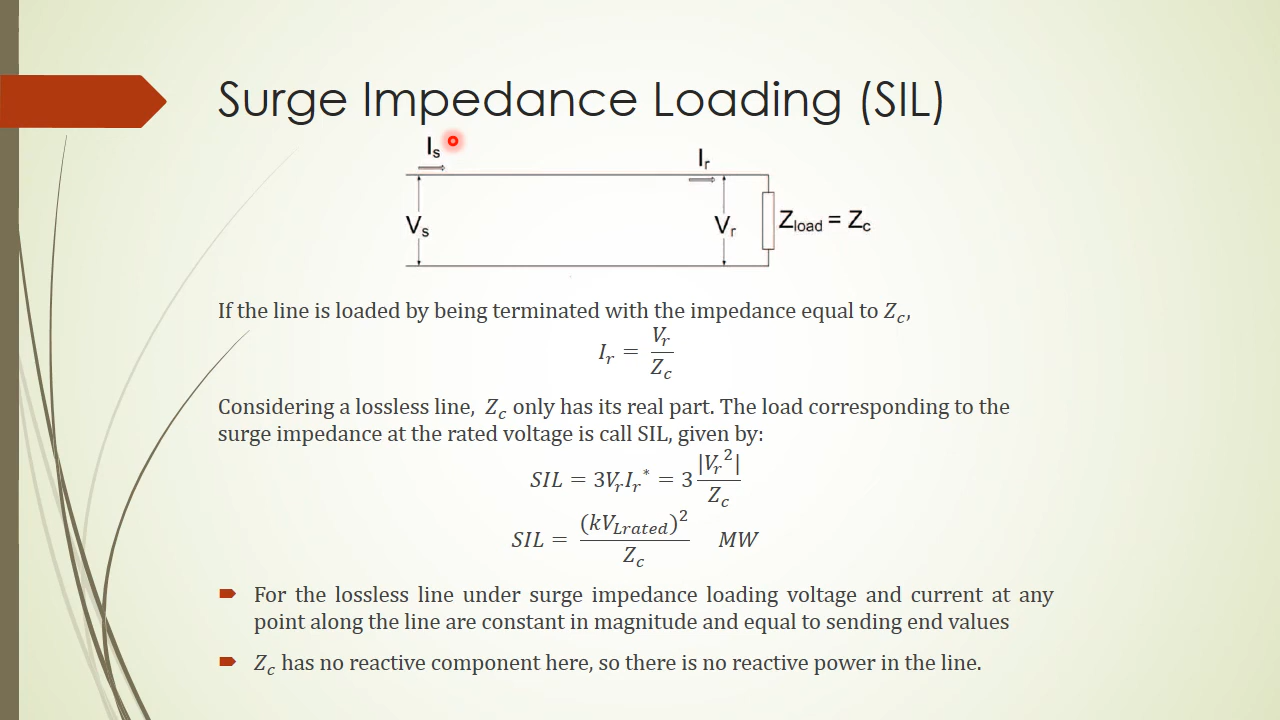 Surge Impedance Loading (SIL)
Is
Ir
Vs
Vr
Zload = Zc
If the line is loaded by being terminated with the impedance equal to Zc,
Ir = Vr / Zc
Considering a lossless line, Zc only has its real part. The load corresponding to the
surge impedance at the rated voltage is call SIL, given by:
SIL = 3VrIr* = 3 |Vr²| / Zc
SIL = (kVLrated)² / Zc MW
For the lossless line under surge impedance loading voltage and current at any
point along the line are constant in magnitude and equal to sending end values
Zc has no reactive component here, so there is no reactive power in the line.